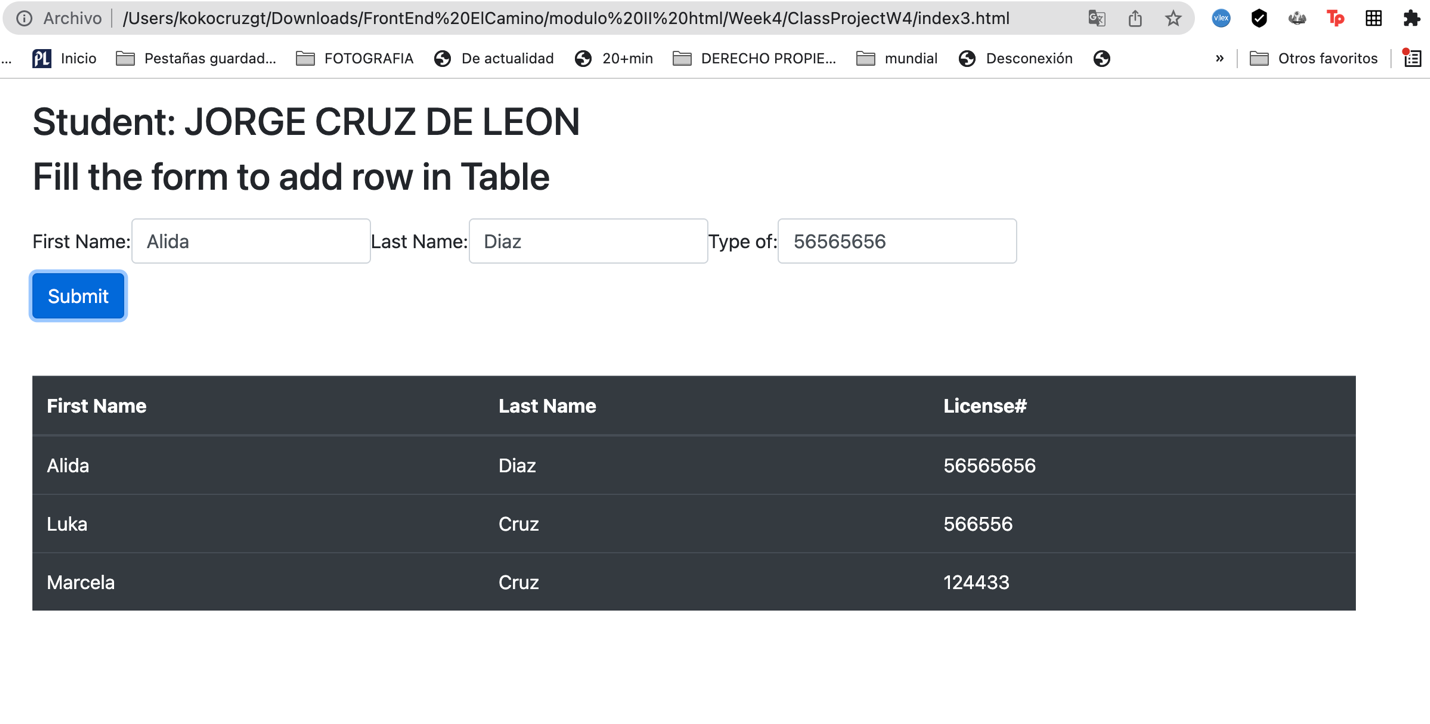 Archivo /Users/kokocruzgt/Downloads/FrontEnd%20ElCamino/modulo%20II%20html/Week4/ClassProjectW4/index3.html vlex Tp
... PL Inicio Pestañas guardad... FOTOGRAFIA De actualidad 20+min DERECHO PROPIE... mundial Desconexión » Otros favoritos
Student: JORGE CRUZ DE LEON
Fill the form to add row in Table
First Name: Alida Last Name: Diaz Type of: 56565656
Submit
First Name Last Name License#
Alida Diaz 56565656
Luka Cruz 566556
Marcela Cruz 124433